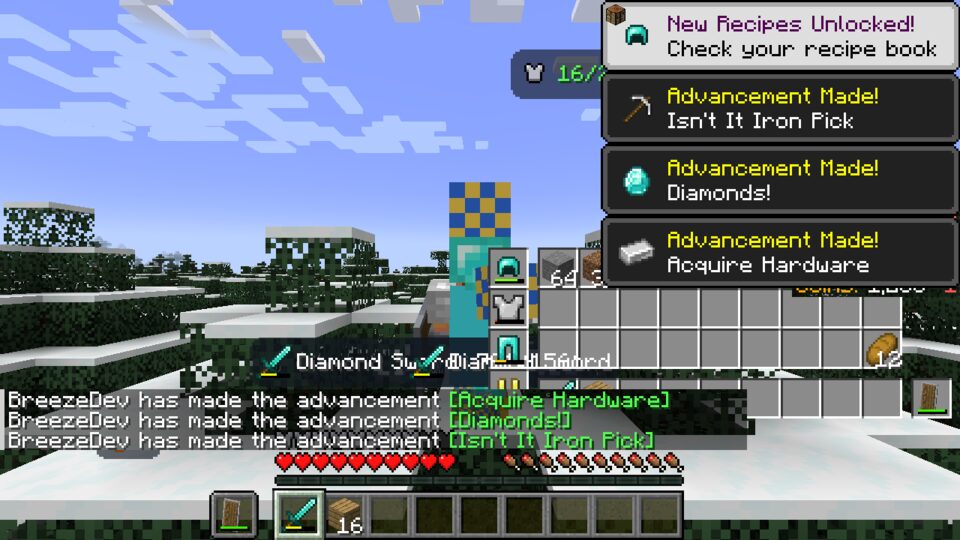 New Recipes Unlocked!
Check your recipe book
16/
Advancement Made!
Isn't It Iron Pick
Advancement Made!
Diamonds!
Advancement Made!
Acquire Hardware
64
12
Diamond
BreezeDev has made the advancement [Acquire Hardware]
BreezeDev has made the advancement [Diamonds!]
BreezeDev has made the advancement [Isn't It Iron Pick]
16